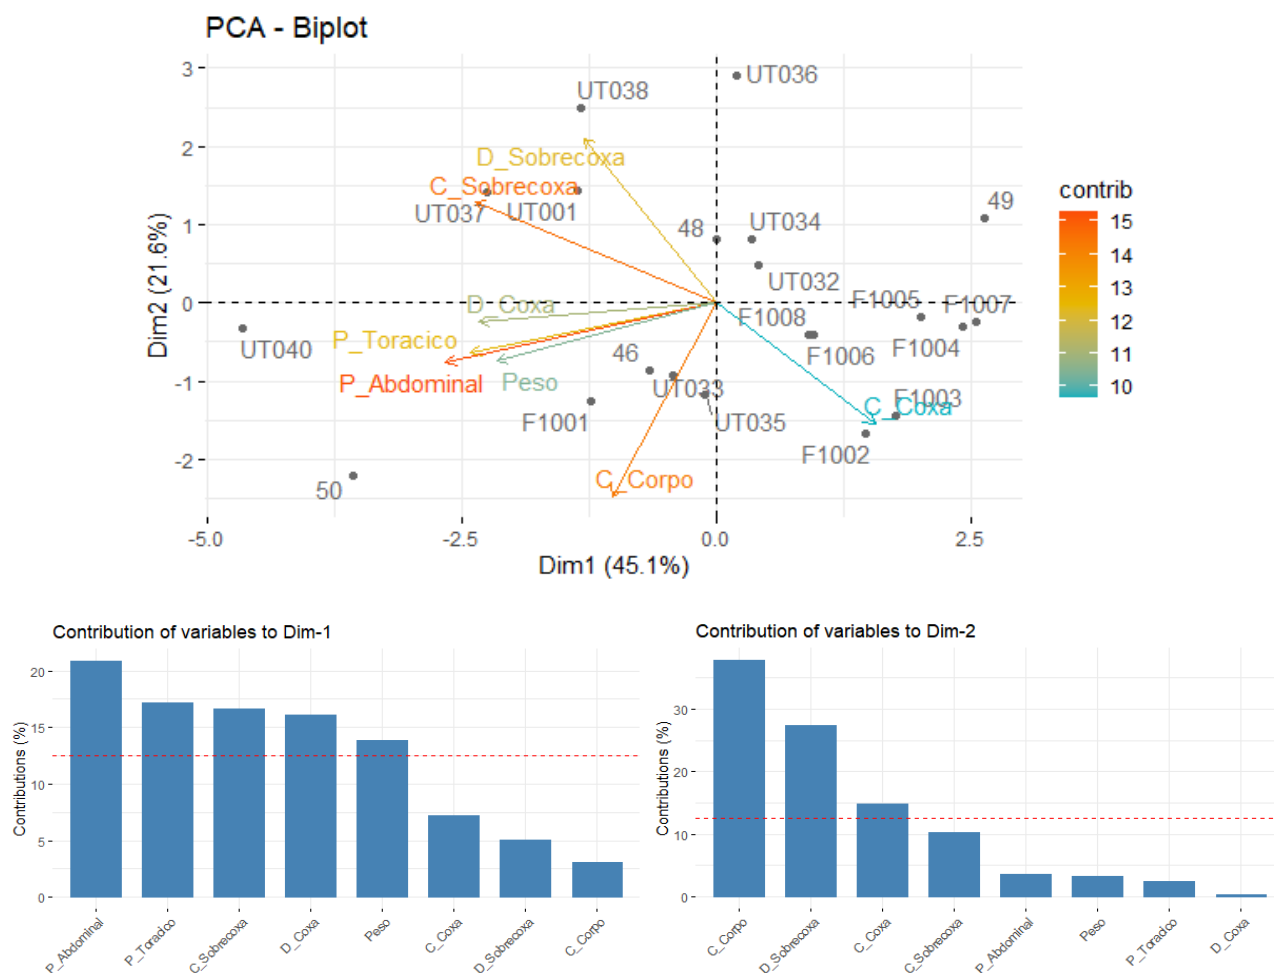 PCA - Biplot
3
2
1
0
-1
-2
Dim2 (21.6%)
UT036
UT038
D_Sobrecoxa
C_Sobrecoxa
UT037
UT001
49
48
UT034
UT032
D_Coxa
F1005
F1007
F1008
P_Toracico
UT040
46
F1006
F1004
P_Abdominal
Peso
UT033
F1003
C_Coxa
F1001
UT035
F1002
C_Corpo
50
-5.0
-2.5
0.0
2.5
Dim1 (45.1%)
contrib
15
14
13
12
11
10
Contribution of variables to Dim-1
Contributions (%)
20
15
10
5
0
P_Abdominal
P_Toracico
C_Sobrecoxa
D_Coxa
Peso
C_Coxa
D_Sobrecoxa
C_Corpo
Contribution of variables to Dim-2
Contributions (%)
30
20
10
0
C_Corpo
D_Sobrecoxa
C_Coxa
C_Sobrecoxa
P_Abdominal
Peso
P_Toracico
D_Coxa